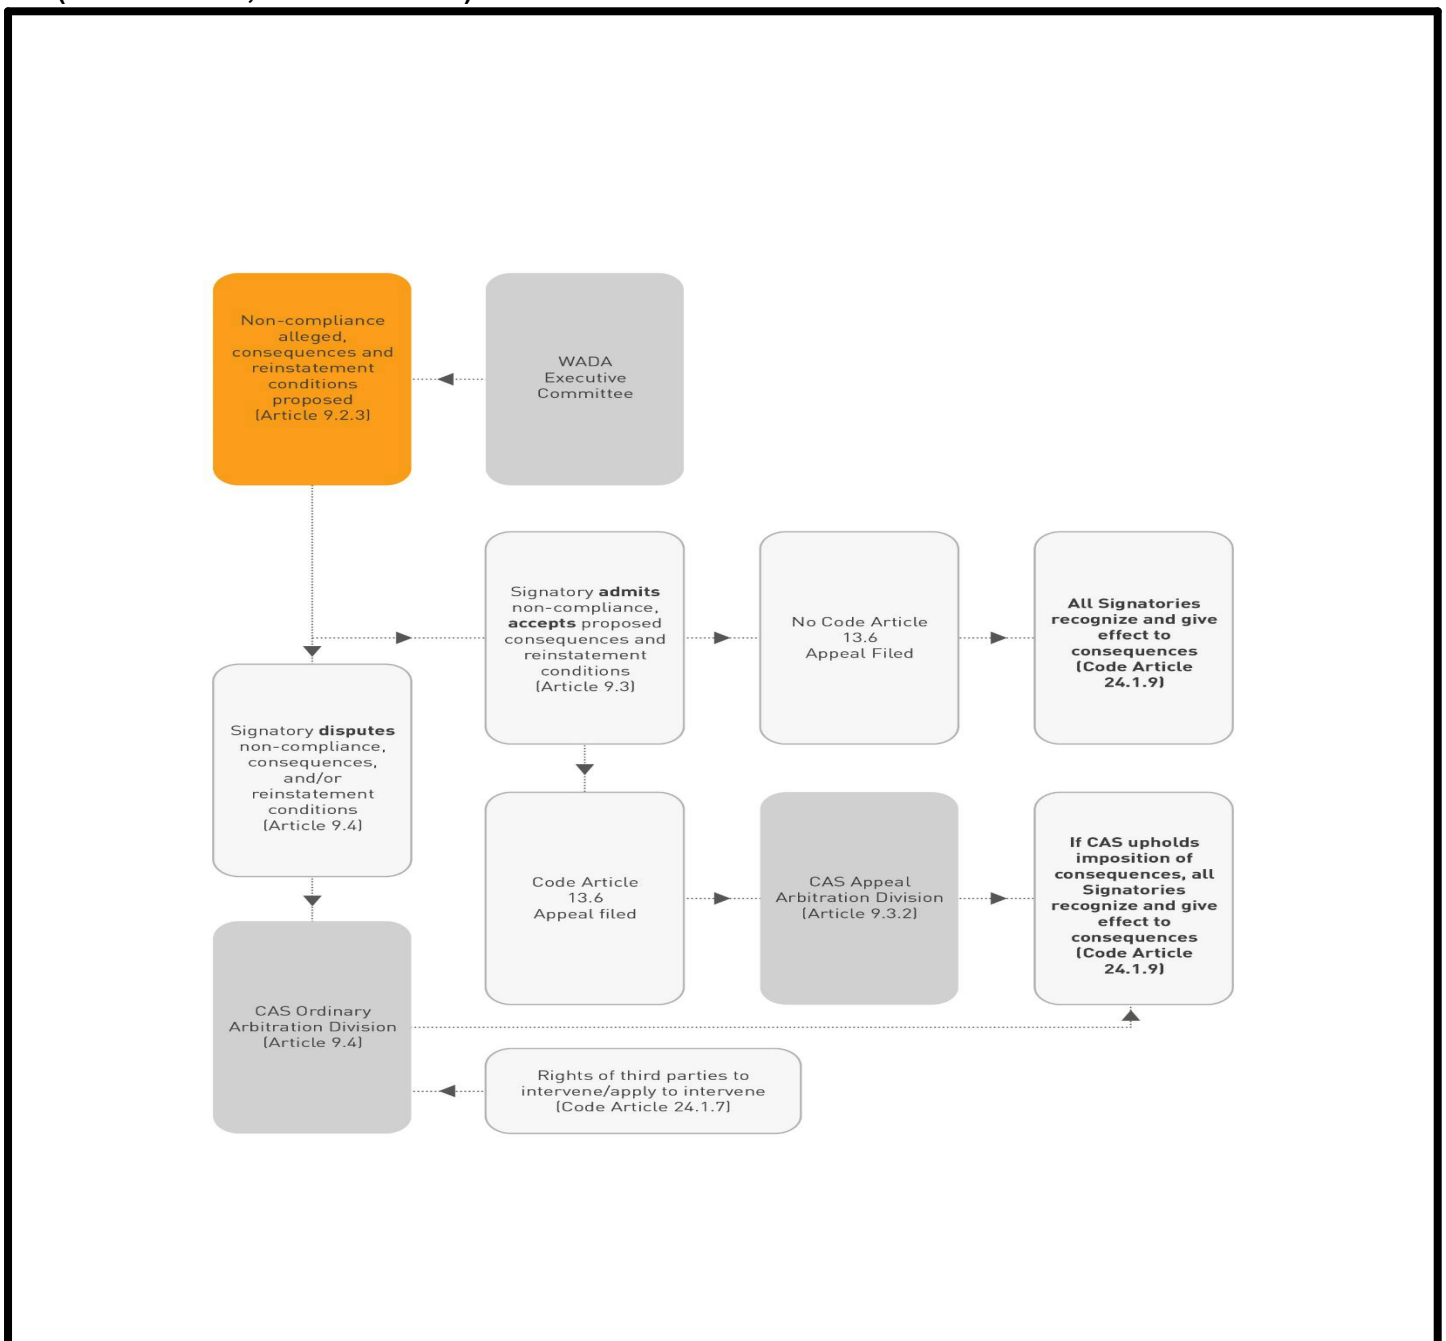 Non-compliance
alleged,
consequences and
reinstatement
conditions
proposed
(Article 9.2.3)
WADA
Executive
Committee
Signatory admits
non-compliance,
accepts proposed
consequences and
reinstatement
conditions
(Article 9.3)
No Code Article
13.6
Appeal Filed
All Signatories
recognize and give
effect to
consequences
(Code Article
24.1.9)
Signatory disputes
non-compliance,
consequences,
and/or
reinstatement
conditions
(Article 9.4)
Code Article
13.6
Appeal filed
CAS Appeal
Arbitration Division
(Article 9.3.2)
If CAS upholds
imposition of
consequences, all
Signatories
recognize and give
effect to
consequences
(Code Article
24.1.9)
CAS Ordinary
Arbitration Division
(Article 9.4)
Rights of third parties to
intervene/apply to intervene
(Code Article 24.1.7)